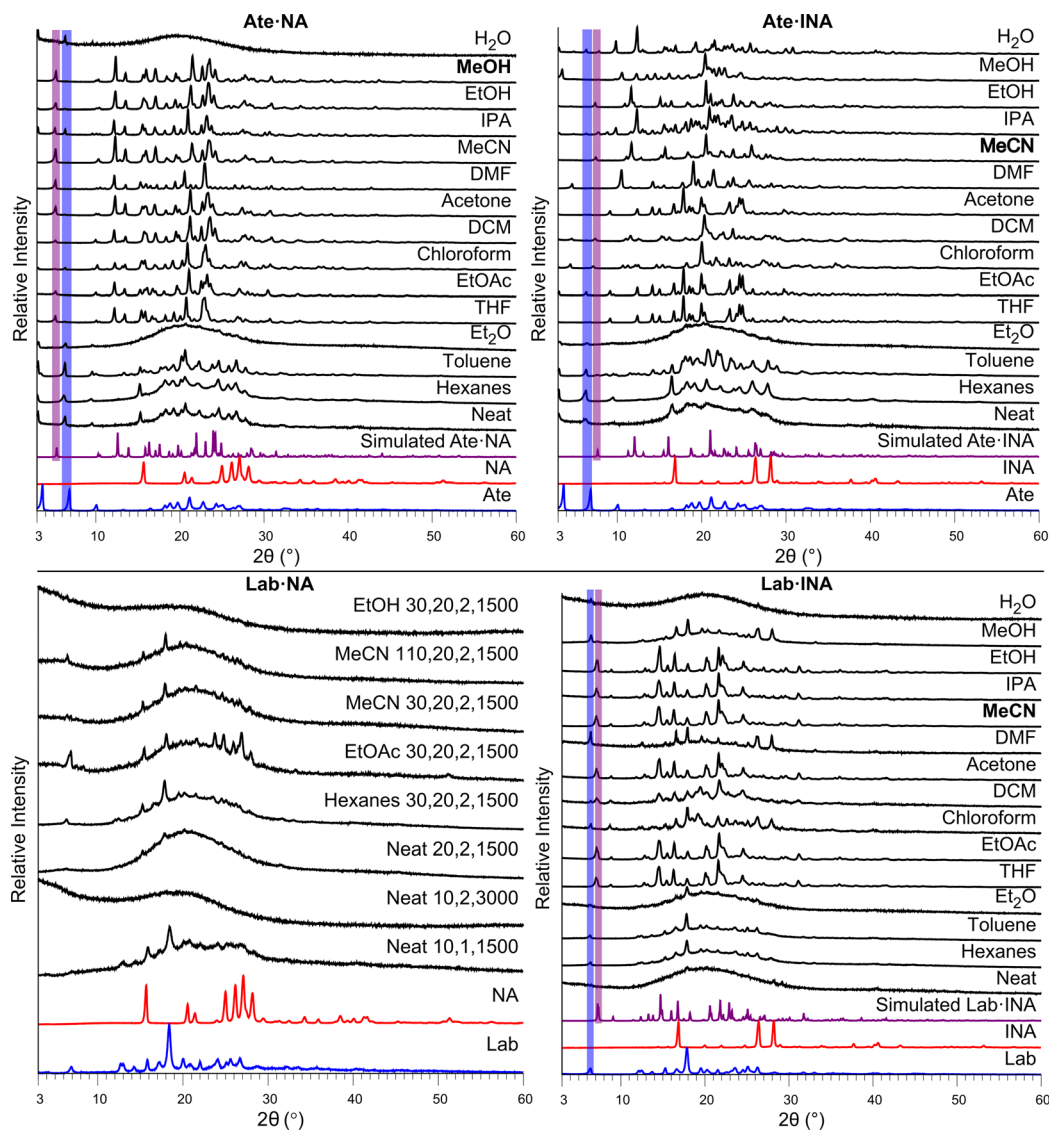 Ate·NA
Relative Intensity
H₂O
MeOH
EtOH
IPA
MeCN
DMF
Acetone
DCM
Chloroform
EtOAc
THF
Et₂O
Toluene
Hexanes
Neat
Simulated Ate·NA
NA
Ate
3 10 20 30 40 50 60
2θ (°)
Ate·INA
Relative Intensity
H₂O
MeOH
EtOH
IPA
MeCN
DMF
Acetone
DCM
Chloroform
EtOAc
THF
Et₂O
Toluene
Hexanes
Neat
Simulated Ate·INA
INA
Ate
3 10 20 30 40 50 60
2θ (°)
Lab·NA
Relative Intensity
EtOH 30,20,2,1500
MeCN 110,20,2,1500
MeCN 30,20,2,1500
EtOAc 30,20,2,1500
Hexanes 30,20,2,1500
Neat 20,2,1500
Neat 10,2,3000
Neat 10,1,1500
NA
Lab
3 10 20 30 40 50 60
2θ (°)
Lab·INA
Relative Intensity
H₂O
MeOH
EtOH
IPA
MeCN
DMF
Acetone
DCM
Chloroform
EtOAc
THF
Et₂O
Toluene
Hexanes
Neat
Simulated Lab·INA
INA
Lab
3 10 20 30 40 50 60
2θ (°)